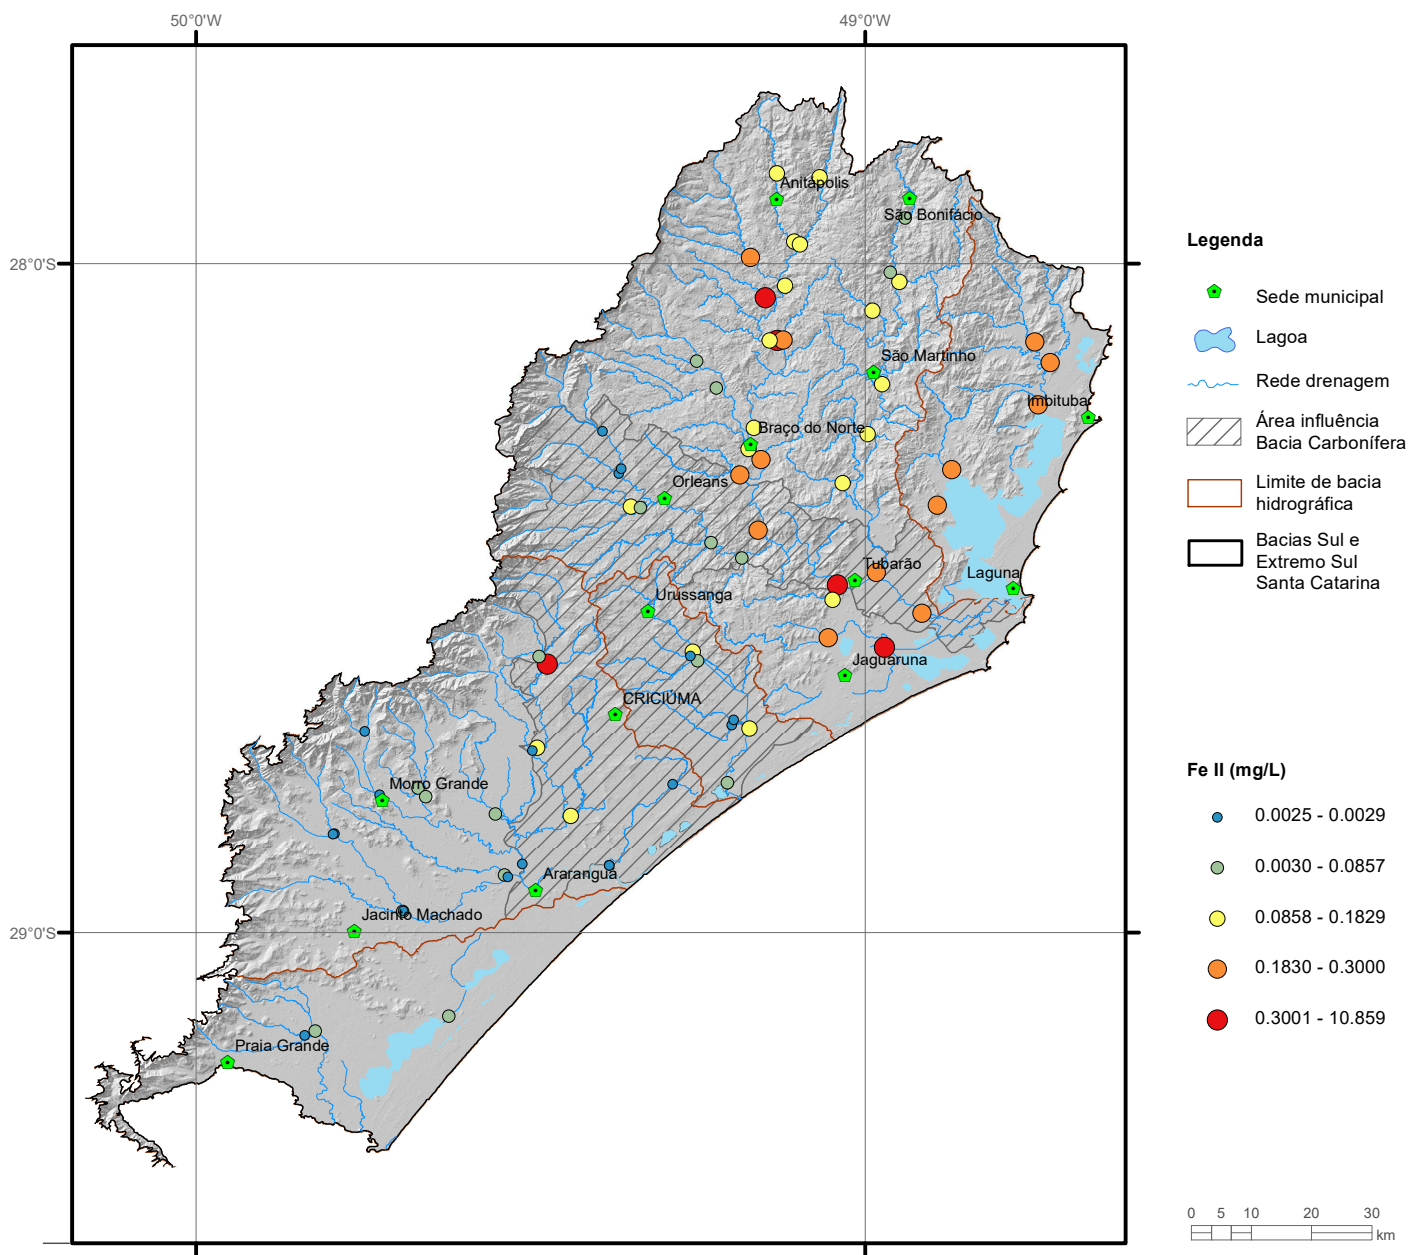 50°0'W
49°0'W
28°0'S
29°0'S
Anitápolis
São Bonifácio
São Martinho
Imbituba
Braço do Norte
Orleans
Tubarão
Laguna
Urussanga
Jaguaruna
CRICIÚMA
Morro Grande
Araranguá
Jacinto Machado
Praia Grande
Legenda
Sede municipal
Lagoa
Rede drenagem
Área influência
Bacia Carbonífera
Limite de bacia
hidrográfica
Bacias Sul e
Extremo Sul
Santa Catarina
Fe II (mg/L)
0.0025 - 0.0029
0.0030 - 0.0857
0.0858 - 0.1829
0.1830 - 0.3000
0.3001 - 10.859
0 5 10 20 30
km